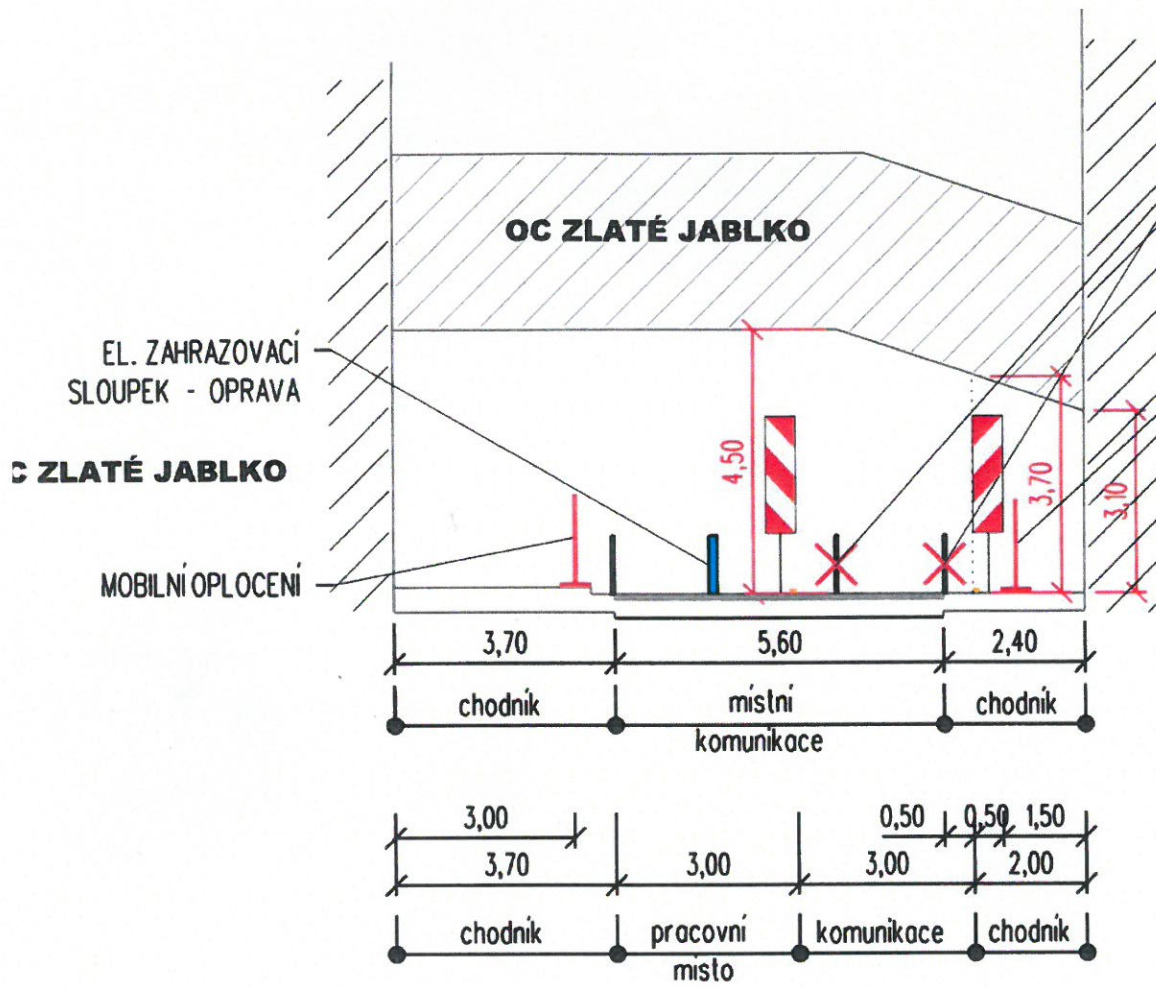 OC ZLATÉ JABLKO
EL. ZAHRAZOVACÍ
SLOUPEK - OPRAVA
C ZLATÉ JABLKO
MOBILNÍ OPLOCENÍ
4,50
3,70
3,10
3,70 5,60 2,40
chodník místní chodník
komunikace
3,00 0,50 0,50 1,50
3,70 3,00 3,00 2,00
chodník pracovní komunikace chodník
místo